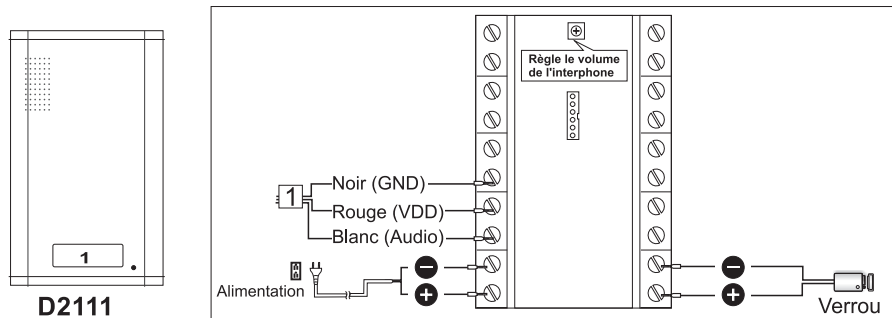 1
D2111
Règle le volume
de l'interphone
1
Noir (GND)
Rouge (VDD)
Blanc (Audio)
Alimentation
Verrou